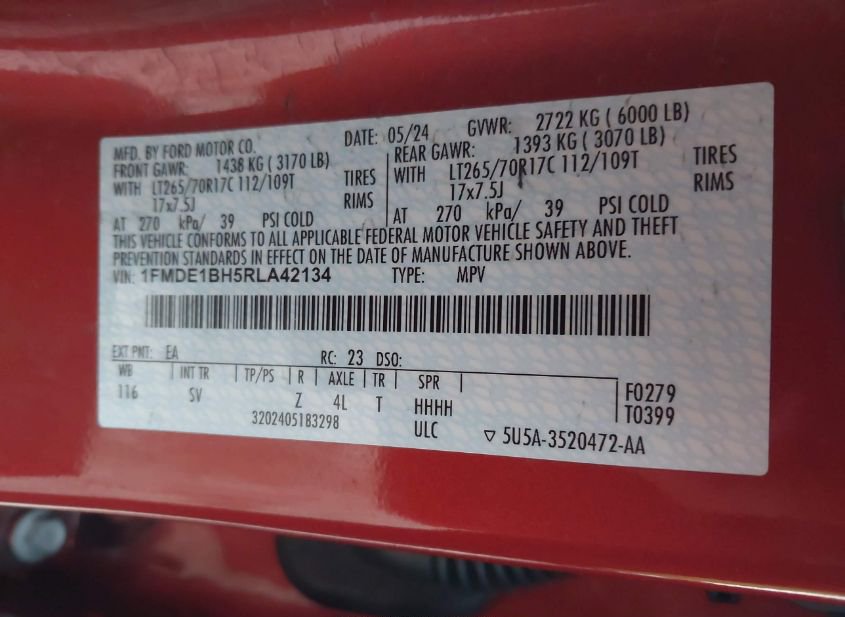 MFD. BY FORD MOTOR CO. DATE: 05/24 GVWR: 2722 KG ( 6000 LB)
FRONT GAWR: 1438 KG ( 3170 LB) REAR GAWR: 1393 KG ( 3070 LB)
WITH LT265/70R17C 112/109T TIRES WITH LT265/70R17C 112/109T TIRES
17x7.5J RIMS 17x7.5J RIMS
AT 270 kPa/ 39 PSI COLD AT 270 kPa/ 39 PSI COLD
THIS VEHICLE CONFORMS TO ALL APPLICABLE FEDERAL MOTOR VEHICLE SAFETY AND THEFT
PREVENTION STANDARDS IN EFFECT ON THE DATE OF MANUFACTURE SHOWN ABOVE.
VIN: 1FMDE1BH5RLA42134 TYPE: MPV
EXT PNT: EA RC: 23 DSO:
WB INT TR TP/PS R AXLE TR SPR F0279
116 SV Z 4L T HHHH T0399
3202405183298 ULC ▽ 5U5A-3520472-AA